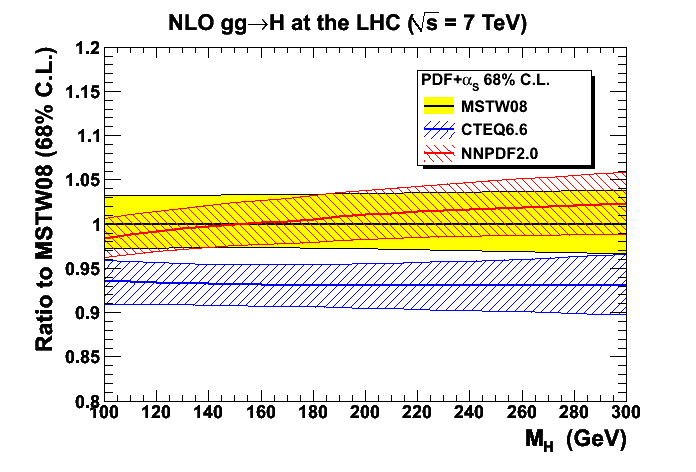 NLO gg→H at the LHC (√s = 7 TeV)
Ratio to MSTW08 (68% C.L.)
1.2
1.15
1.1
1.05
1
0.95
0.9
0.85
0.8
PDF+αS 68% C.L.
MSTW08
CTEQ6.6
NNPDF2.0
100 120 140 160 180 200 220 240 260 280 300
MH (GeV)